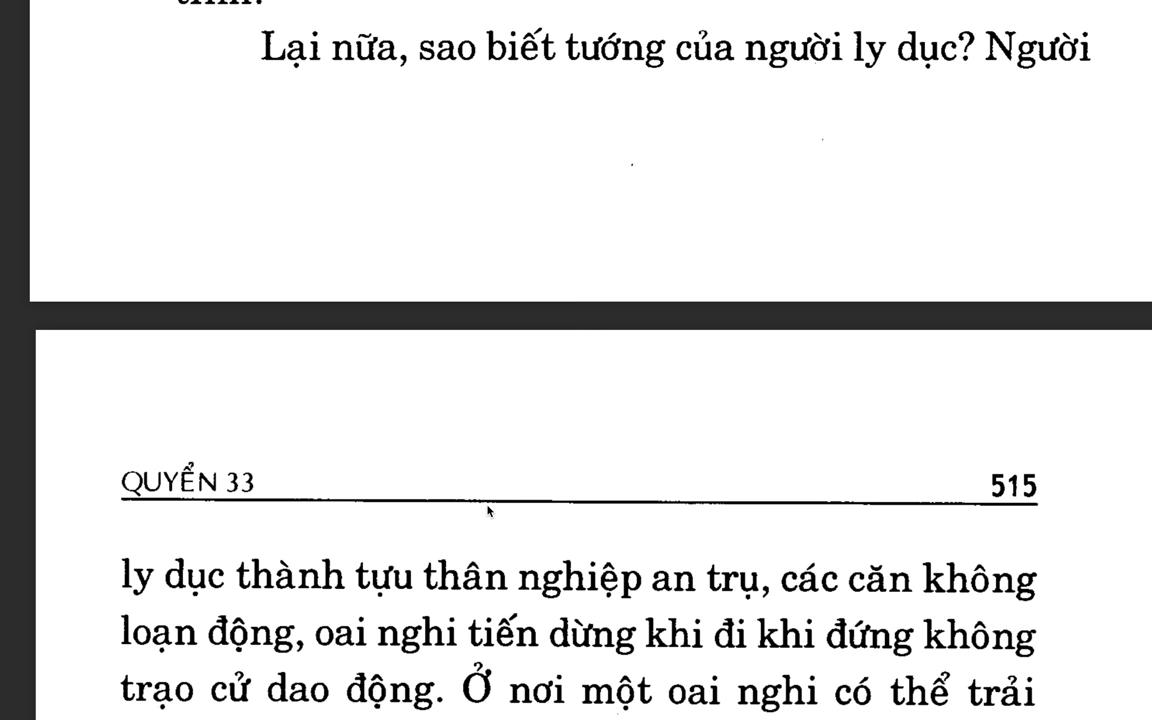 Lại nữa, sao biết tướng của người ly dục? Người
QUYỂN 33 515
ly dục thành tựu thân nghiệp an trụ, các căn không
loạn động, oai nghi tiến dừng khi đi khi đứng không
trạo cử dao động. Ở nơi một oai nghi có thể trải